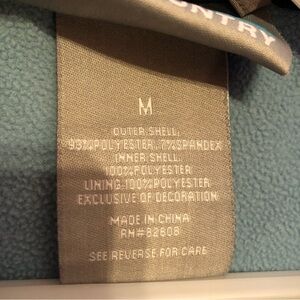 NTRY
M
OUTER SHELL:
93%POLYESTER, 7%SPANDEX
INNER SHELL:
100%POLYESTER
LINING:100%POLYESTER
EXCLUSIVE OF DECORATION
MADE IN CHINA
RN#82808
SEE REVERSE FOR CARE